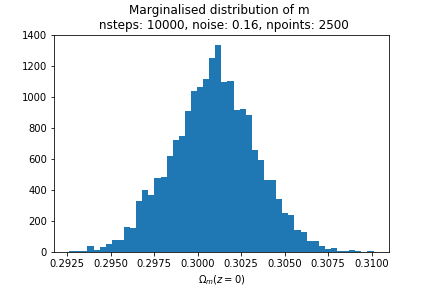 Marginalised distribution of m
nsteps: 10000, noise: 0.16, npoints: 2500
1400
1200
1000
800
600
400
200
0
0.2925 0.2950 0.2975 0.3000 0.3025 0.3050 0.3075 0.3100
Ωm(z = 0)